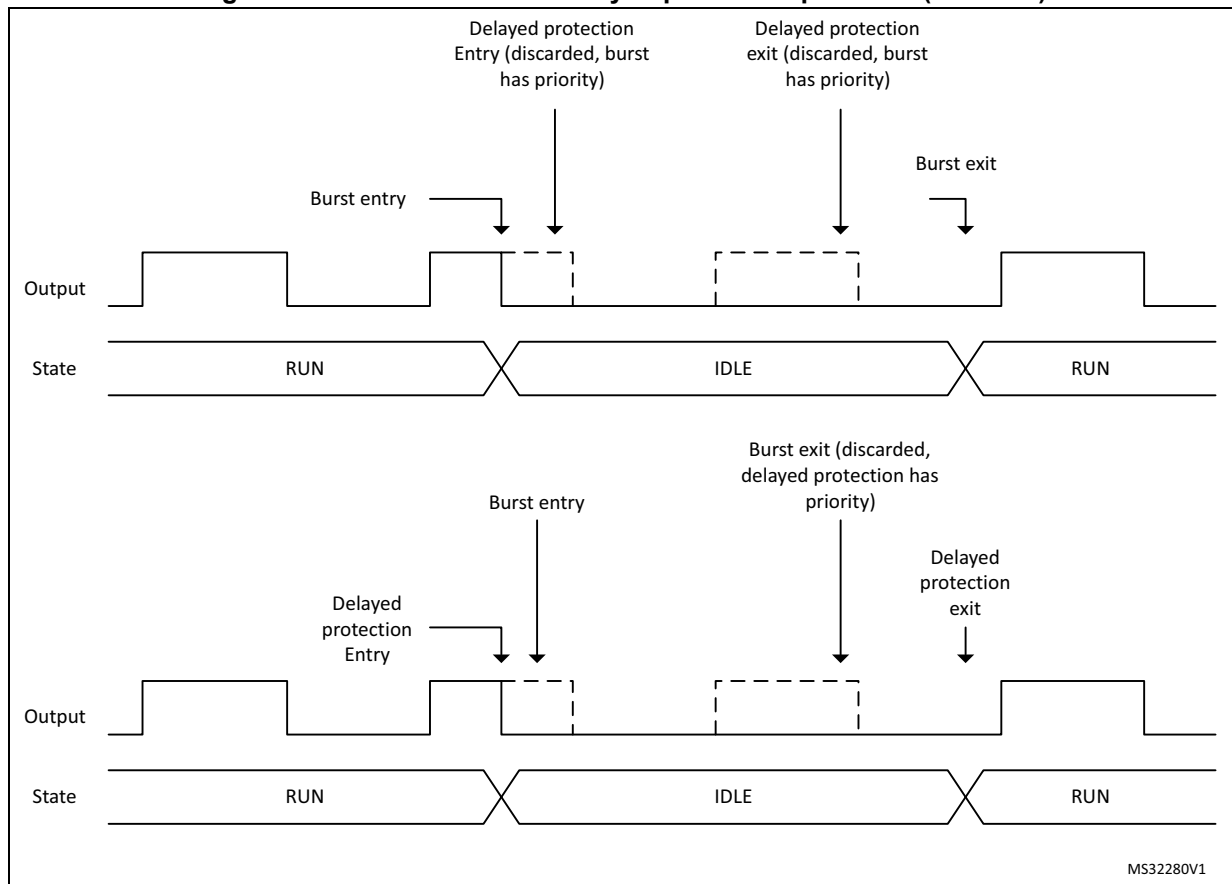 Delayed protection
Entry (discarded, burst
has priority)
Delayed protection
exit (discarded, burst
has priority)
Burst exit
Burst entry
Output
State
RUN
IDLE
RUN
Burst exit (discarded,
delayed protection has
priority)
Burst entry
Delayed
protection
exit
Delayed
protection
Entry
Output
State
RUN
IDLE
RUN
MS32280V1